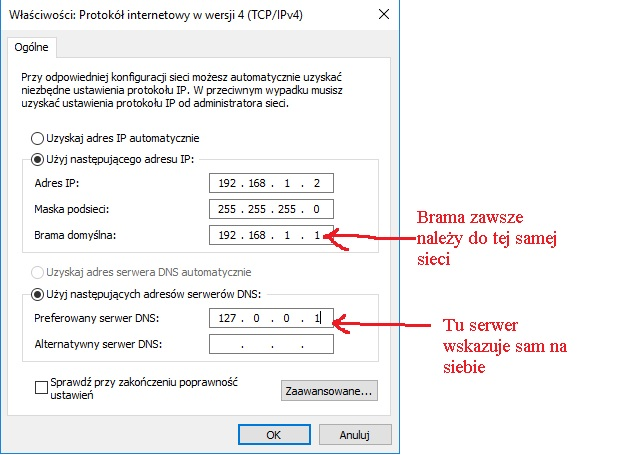 Właściwości: Protokół internetowy w wersji 4 (TCP/IPv4)
Ogólne
Przy odpowiedniej konfiguracji sieci możesz automatycznie uzyskać
niezbędne ustawienia protokołu IP. W przeciwnym wypadku musisz
uzyskać ustawienia protokołu IP od administratora sieci.
Uzyskaj adres IP automatycznie
Użyj następującego adresu IP:
Adres IP: 192 . 168 . 1 . 2
Maska podsieci: 255 . 255 . 255 . 0
Brama domyślna: 192 . 168 . 1 . 1
Brama zawsze
należy do tej samej
sieci
Uzyskaj adres serwera DNS automatycznie
Użyj następujących adresów serwerów DNS:
Preferowany serwer DNS: 127 . 0 . 0 . 1
Alternatywny serwer DNS: . . .
Tu serwer
wskazuje sam na
siebie
Sprawdź przy zakończeniu poprawność
ustawień
Zaawansowane...
OK Anuluj